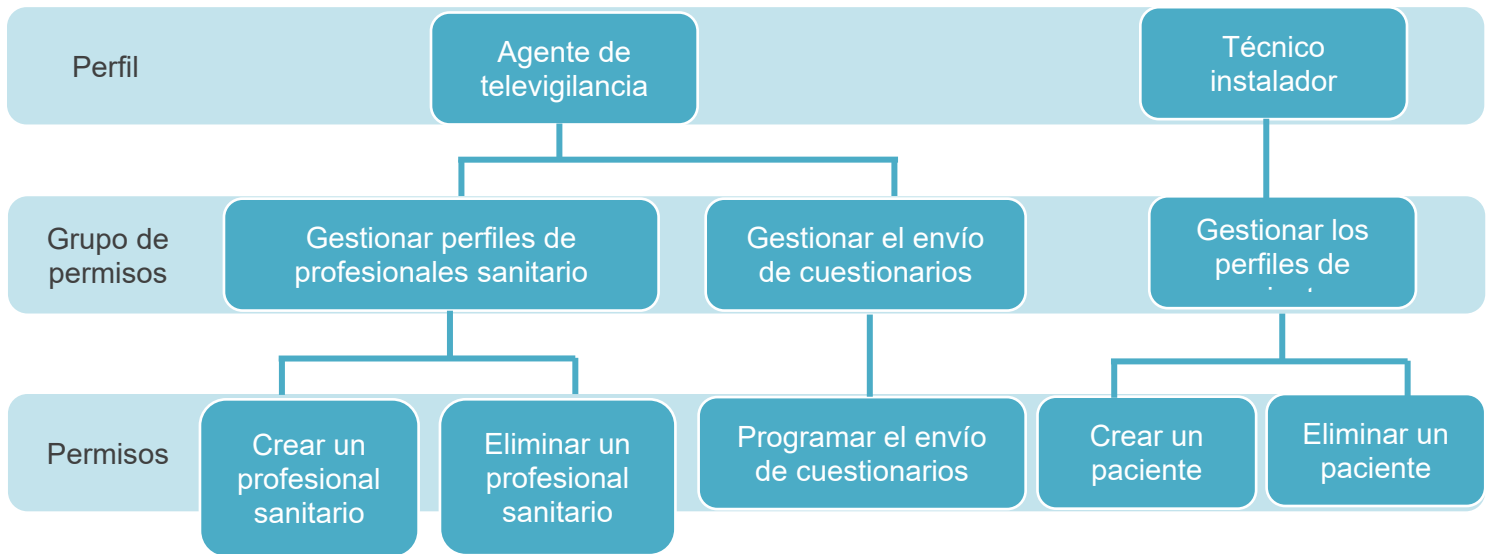 Perfil
Agente de
televigilancia
Técnico
instalador
Grupo de
permisos
Gestionar perfiles de
profesionales sanitario
Gestionar el envío
de cuestionarios
Gestionar los
perfiles de
Permisos
Crear un
profesional
sanitario
Eliminar un
profesional
sanitario
Programar el envío
de cuestionarios
Crear un
paciente
Eliminar un
paciente